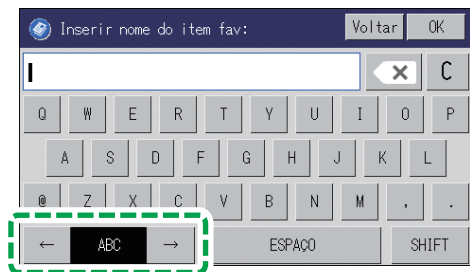 Inserir nome do item fav: Voltar OK
C
Q W E R T Y U I O P
A S D F G H J K L
@ Z X C V B N M , .
← ABC → ESPAÇO SHIFT